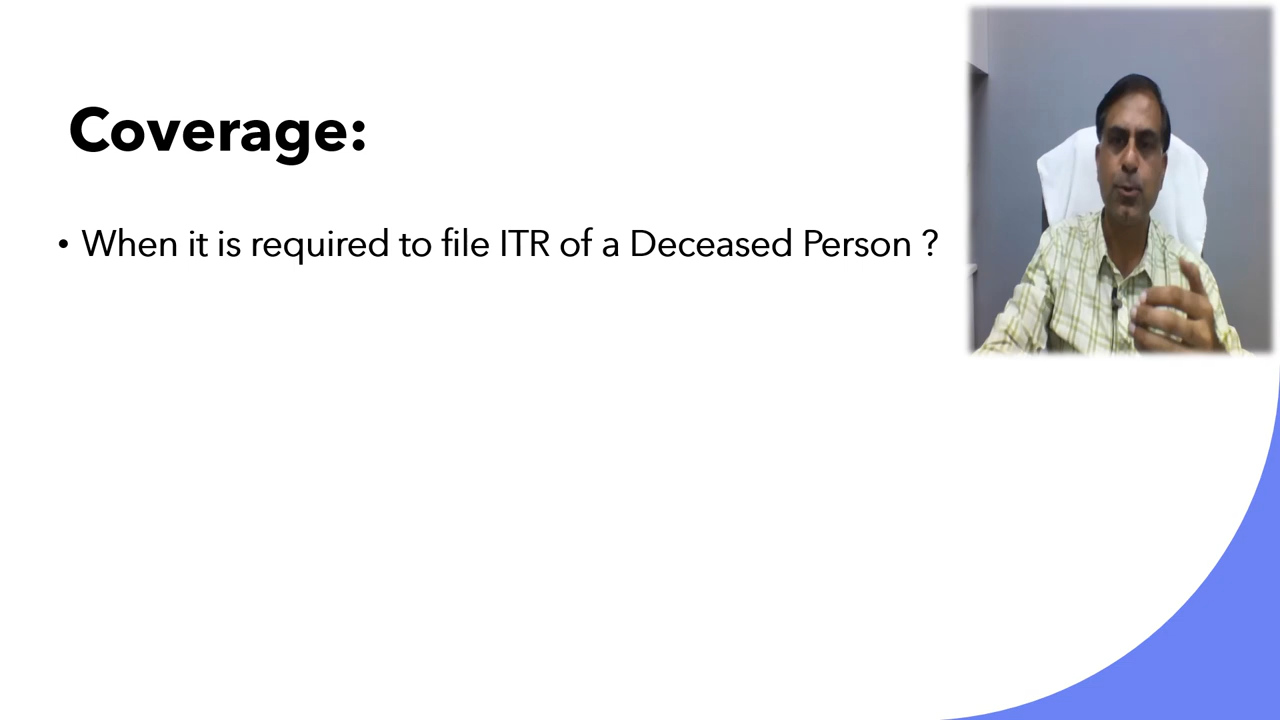 Coverage:
• When it is required to file ITR of a Deceased Person ?